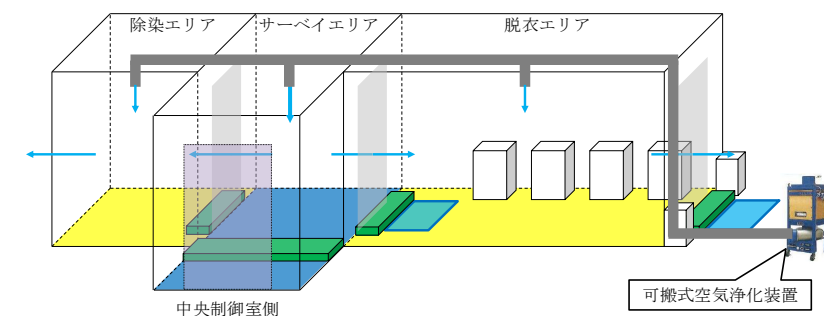 除染エリア
サーベイエリア
脱衣エリア
可搬式空気浄化装置
中央制御室側